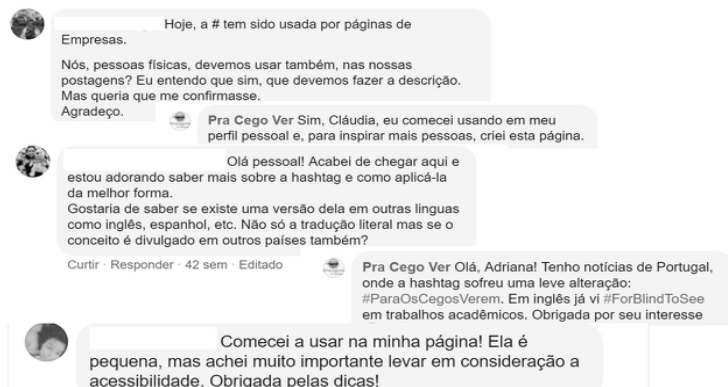 Hoje, a # tem sido usada por páginas de
Empresas.
Nós, pessoas físicas, devemos usar também, nas nossas
postagens? Eu entendo que sim, que devemos fazer a descrição.
Mas queria que me confirmasse.
Agradeço.
Pra Cego Ver Sim, Cláudia, eu comecei usando em meu
perfil pessoal e, para inspirar mais pessoas, criei esta página.
Olá pessoal! Acabei de chegar aqui e
estou adorando saber mais sobre a hashtag e como aplicá-la
da melhor forma.
Gostaria de saber se existe uma versão dela em outras linguas
como inglês, espanhol, etc. Não só a tradução literal mas se o
conceito é divulgado em outros países também?
Curtir · Responder · 42 sem · Editado
Pra Cego Ver Olá, Adriana! Tenho notícias de Portugal,
onde a hashtag sofreu uma leve alteração:
#ParaOsCegosVerem. Em inglês já vi #ForBlindToSee
em trabalhos acadêmicos. Obrigada por seu interesse
Comecei a usar na minha página! Ela é
pequena, mas achei muito importante levar em consideração a
acessibilidade. Obrigada pelas dicas!